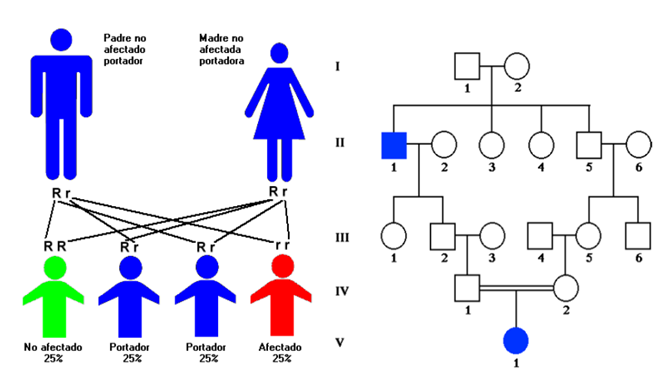 Padre no
afectado
portador
Madre no
afectada
portadora
R r
R r
R R
R r
R r
r r
No afectado
25%
Portador
25%
Portador
25%
Afectado
25%
I
1 2
II
1 2 3 4 5 6
III
1 2 3 4 5 6
IV
1 2
V
1